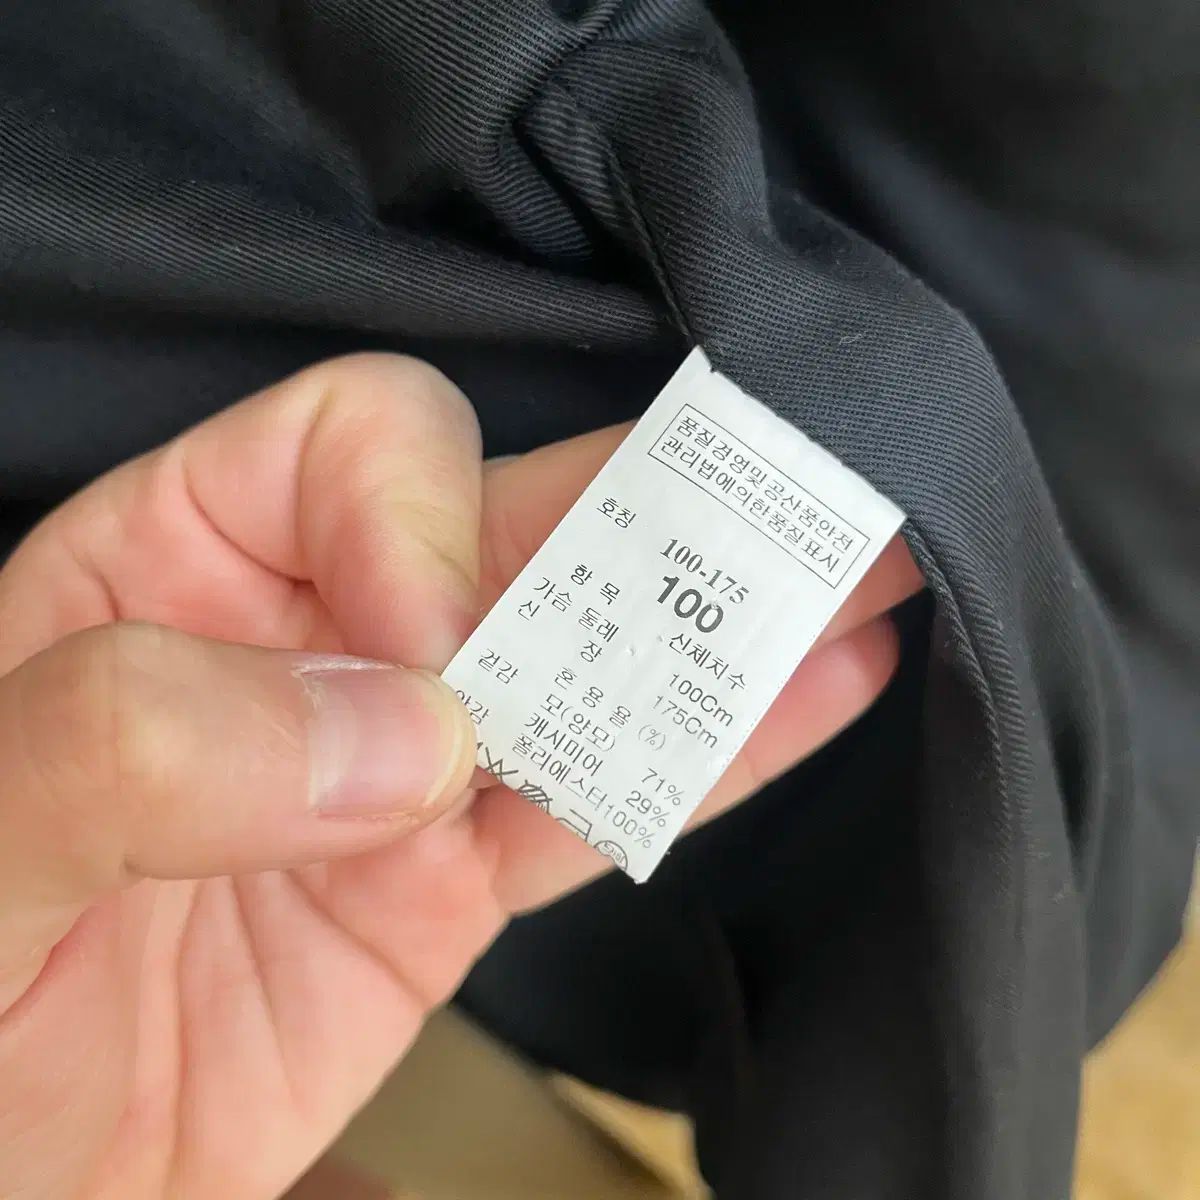 품질경영및공산품안전
관리법에의한품질표시
호칭
100-175
100
항 목 신체치수
가슴 둘레 100Cm
신 장 175Cm
혼 용 율 (%)
겉감 모(양모) 71%
캐시미어 29%
안감 폴리에스터100%